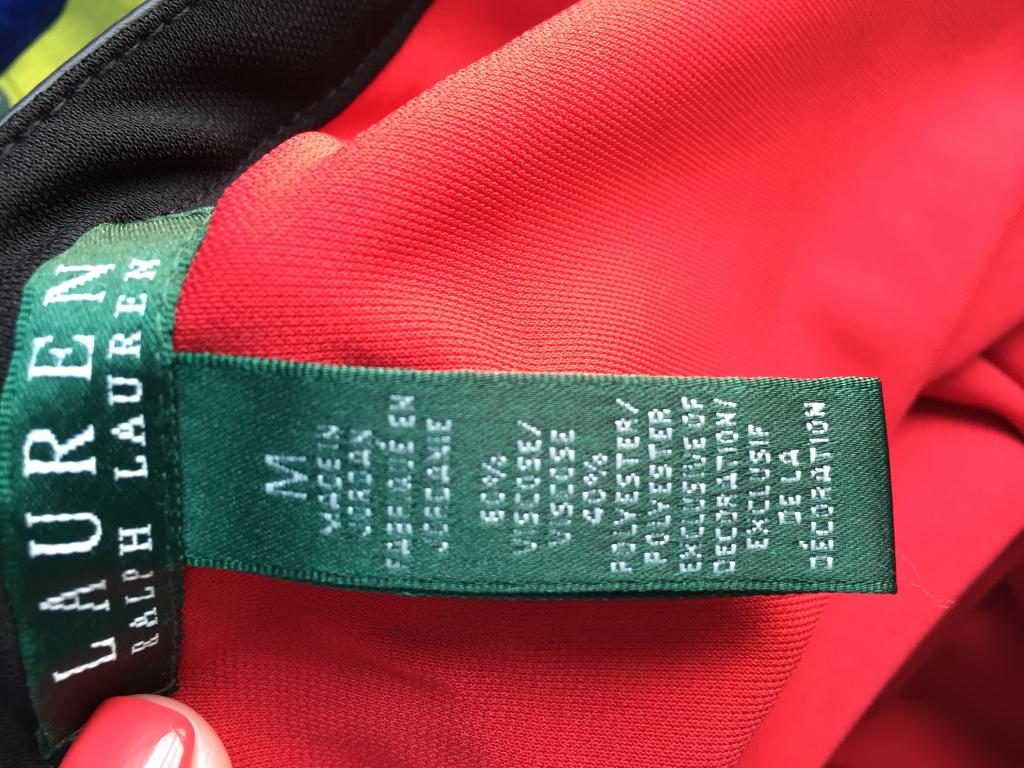 LAUREN
RALPH LAUREN
M
MADE IN
JORDAN
FABRIQUÉ EN
JORDANIE
60%
VISCOSE/
VISCOSE
40%
POLYESTER/
POLYESTER
EXCLUSIVE OF
DECORATION/
EXCLUSIF
DE LA
DÉCORATION